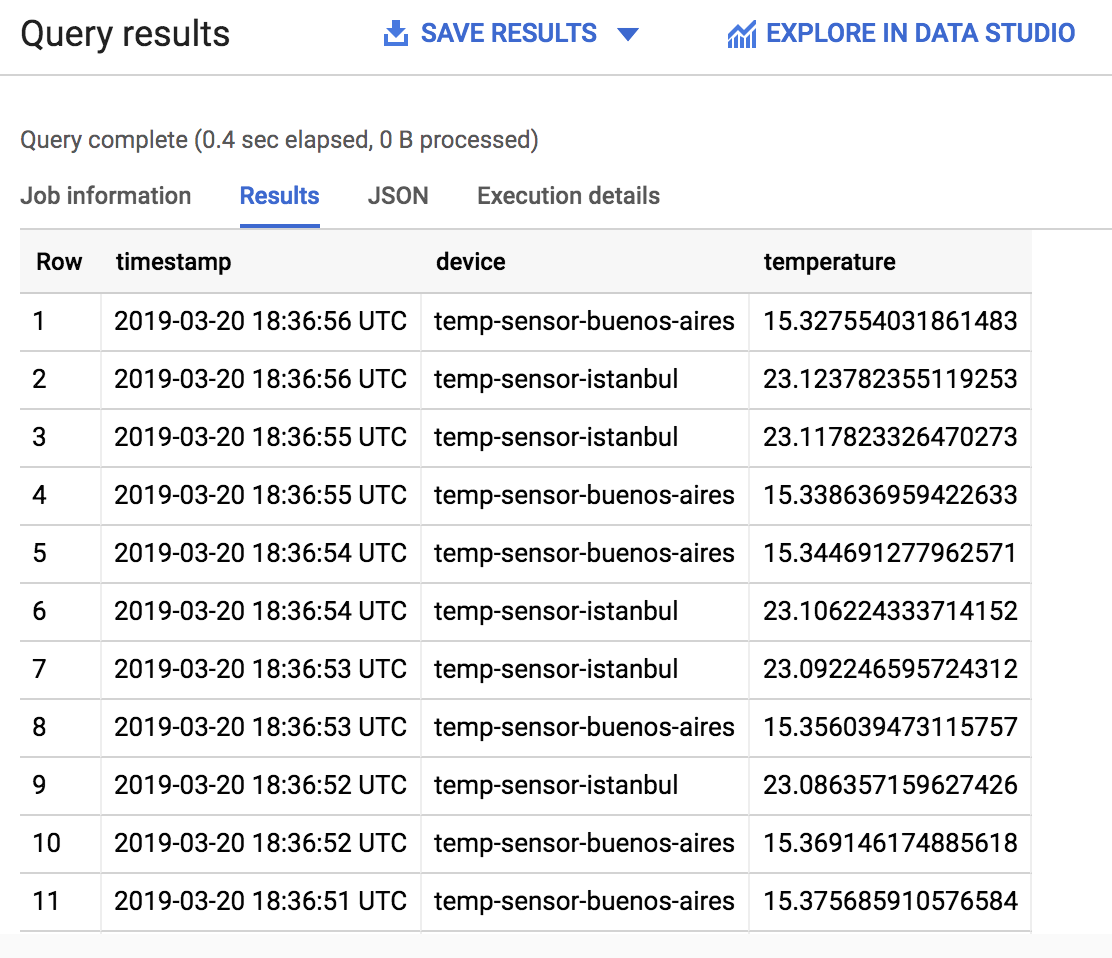 Query results SAVE RESULTS EXPLORE IN DATA STUDIO
Query complete (0.4 sec elapsed, 0 B processed)
Job information Results JSON Execution details
Row timestamp device temperature
1 2019-03-20 18:36:56 UTC temp-sensor-buenos-aires 15.327554031861483
2 2019-03-20 18:36:56 UTC temp-sensor-istanbul 23.123782355119253
3 2019-03-20 18:36:55 UTC temp-sensor-istanbul 23.117823326470273
4 2019-03-20 18:36:55 UTC temp-sensor-buenos-aires 15.338636959422633
5 2019-03-20 18:36:54 UTC temp-sensor-buenos-aires 15.344691277962571
6 2019-03-20 18:36:54 UTC temp-sensor-istanbul 23.106224333714152
7 2019-03-20 18:36:53 UTC temp-sensor-istanbul 23.092246595724312
8 2019-03-20 18:36:53 UTC temp-sensor-buenos-aires 15.356039473115757
9 2019-03-20 18:36:52 UTC temp-sensor-istanbul 23.086357159627426
10 2019-03-20 18:36:52 UTC temp-sensor-buenos-aires 15.369146174885618
11 2019-03-20 18:36:51 UTC temp-sensor-buenos-aires 15.375685910576584